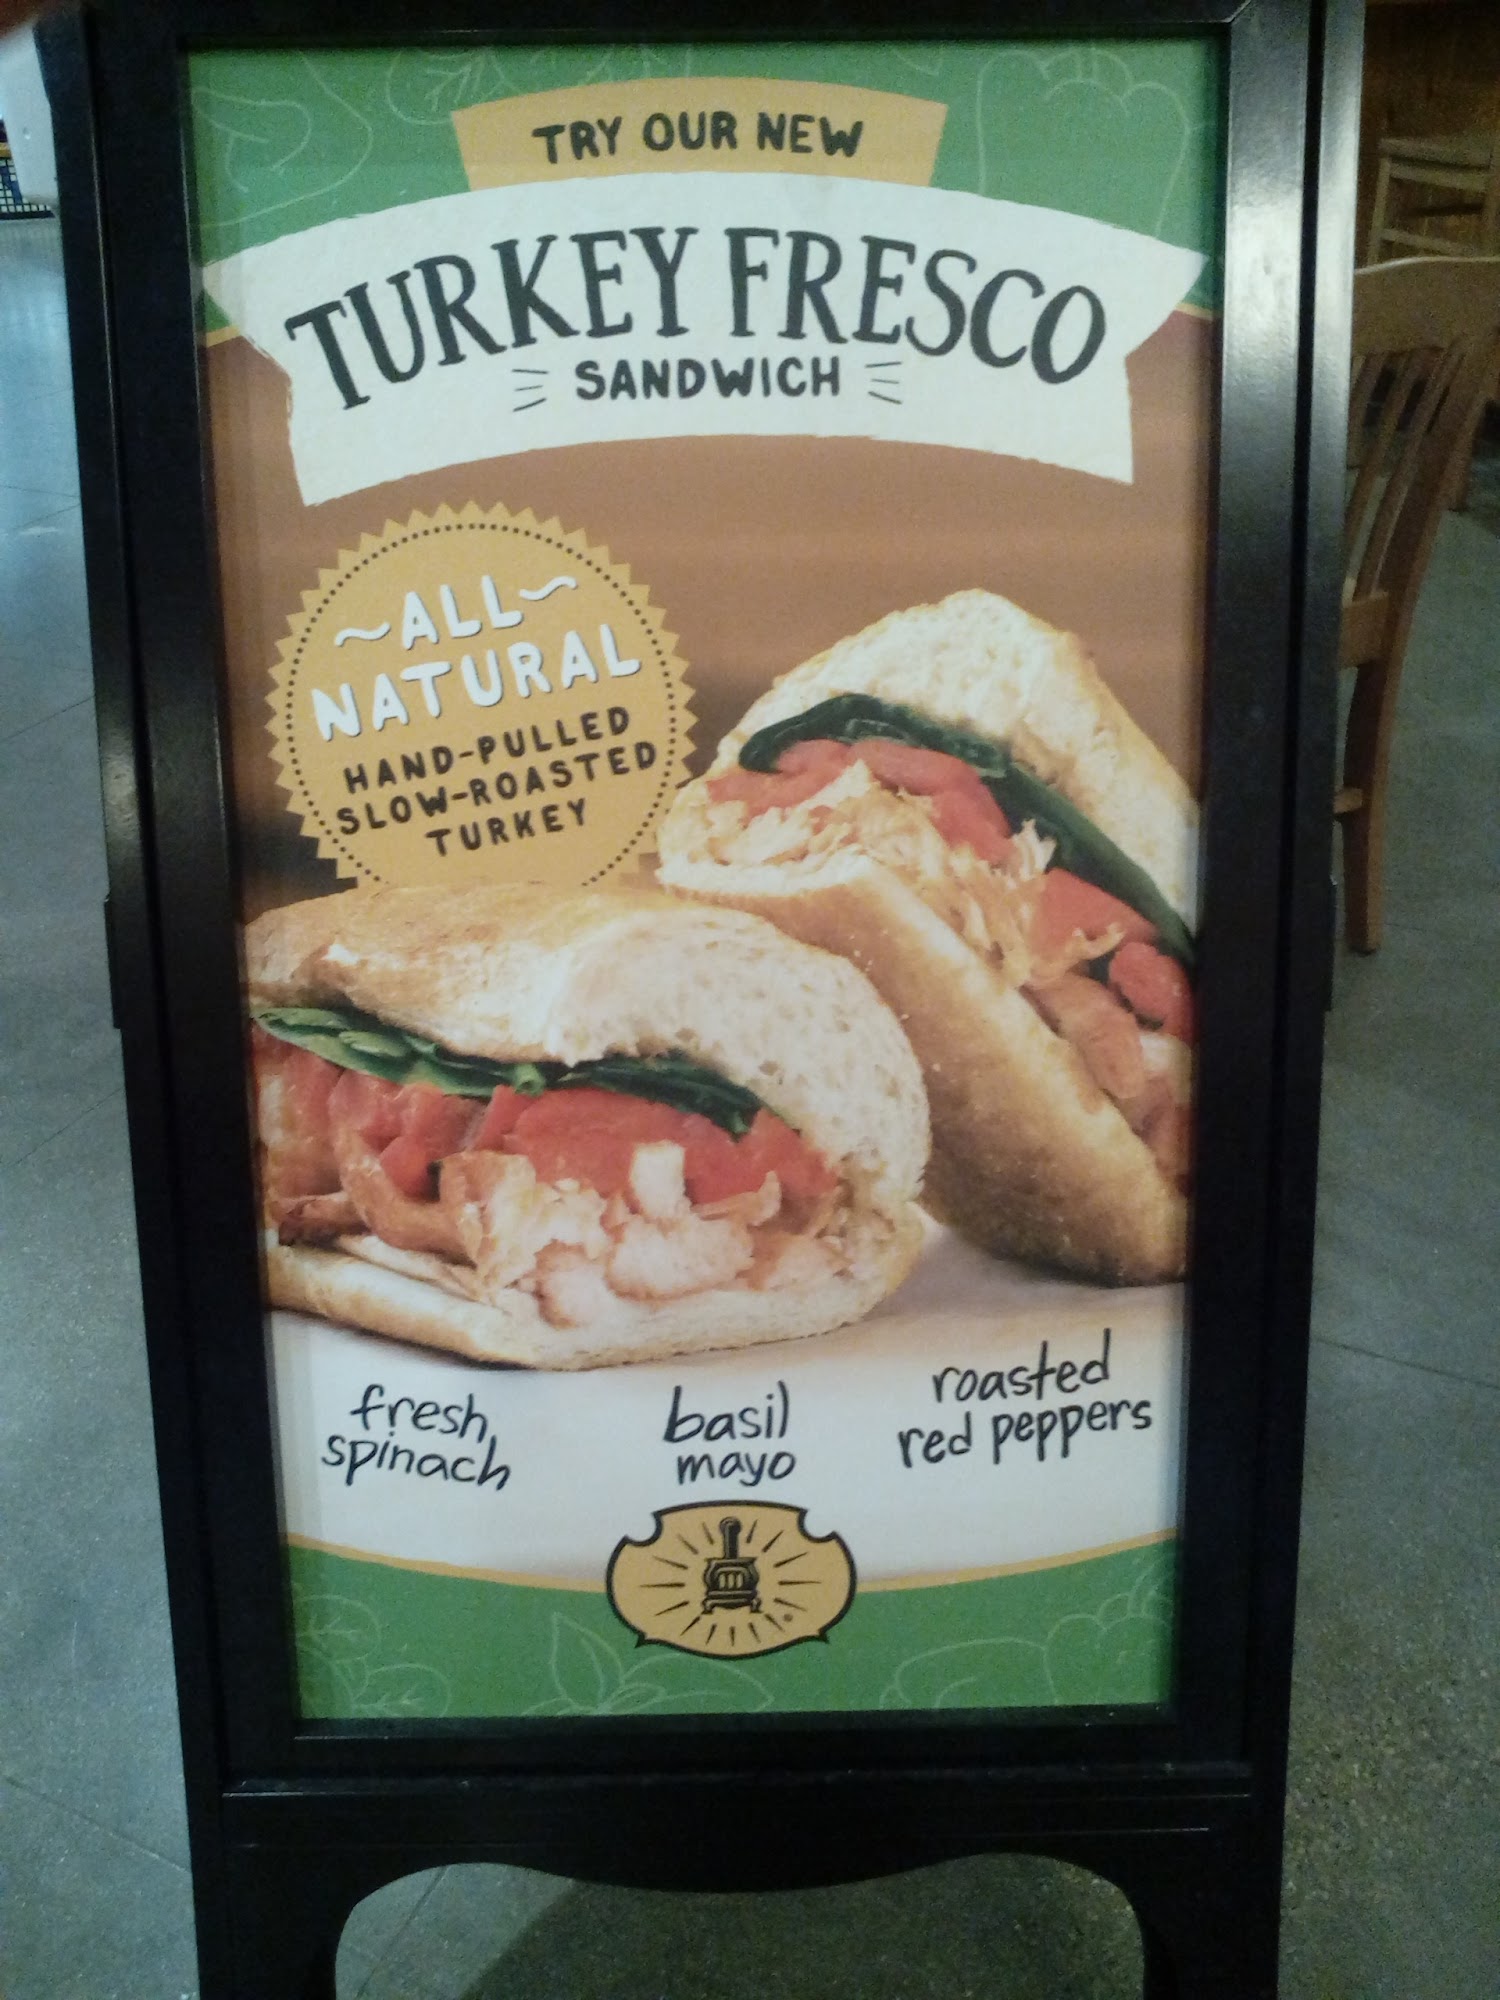 TRY OUR NEW
TURKEY FRESCO
SANDWICH
~ALL~
NATURAL
HAND-PULLED
SLOW-ROASTED
TURKEY
fresh
spinach
basil
mayo
roasted
red peppers